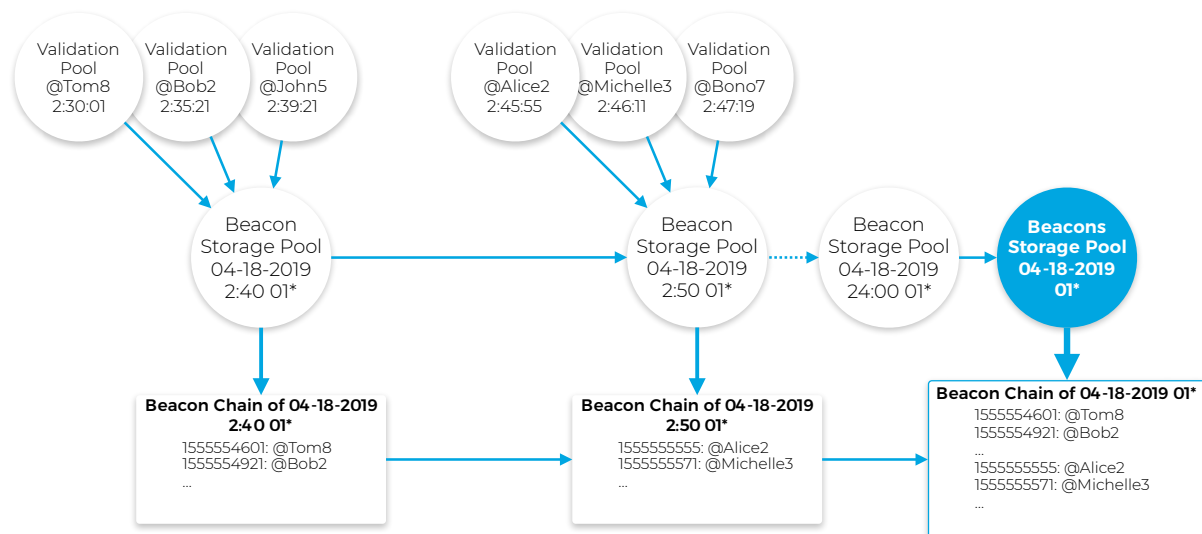 Validation
Pool
@Tom8
2:30:01
Validation
Pool
@Bob2
2:35:21
Validation
Pool
@John5
2:39:21
Validation
Pool
@Alice2
2:45:55
Validation
Pool
@Michelle3
2:46:11
Validation
Pool
@Bono7
2:47:19
Beacon
Storage Pool
04-18-2019
2:40 01*
Beacon
Storage Pool
04-18-2019
2:50 01*
Beacon
Storage Pool
04-18-2019
24:00 01*
Beacons
Storage Pool
04-18-2019
01*
Beacon Chain of 04-18-2019
2:40 01*
1555554601: @Tom8
1555554921: @Bob2
...
Beacon Chain of 04-18-2019
2:50 01*
1555555555: @Alice2
1555555571: @Michelle3
...
Beacon Chain of 04-18-2019 01*
1555554601: @Tom8
1555554921: @Bob2
...
1555555555: @Alice2
1555555571: @Michelle3
...